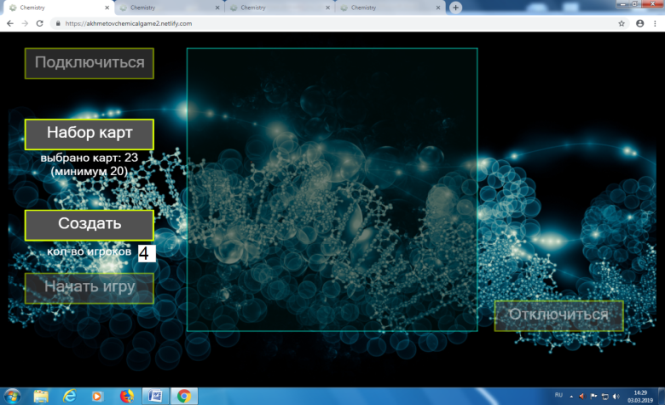 Chemistry
Chemistry
Chemistry
Chemistry
https://akhmetovchemicalgame2.netlify.com
Подключиться
Набор карт
выбрано карт: 23
(минимум 20)
Создать
кол-во игроков 4
Начать игру
Отключиться
RU
14:29
03.03.2019